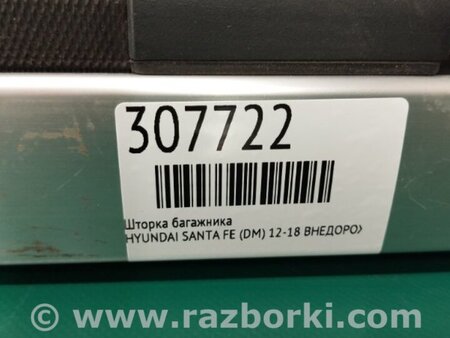 307722
Шторка багажника
HYUNDAI SANTA FE (DM) 12-18 ВНЕДОРО
© www.razborki.com